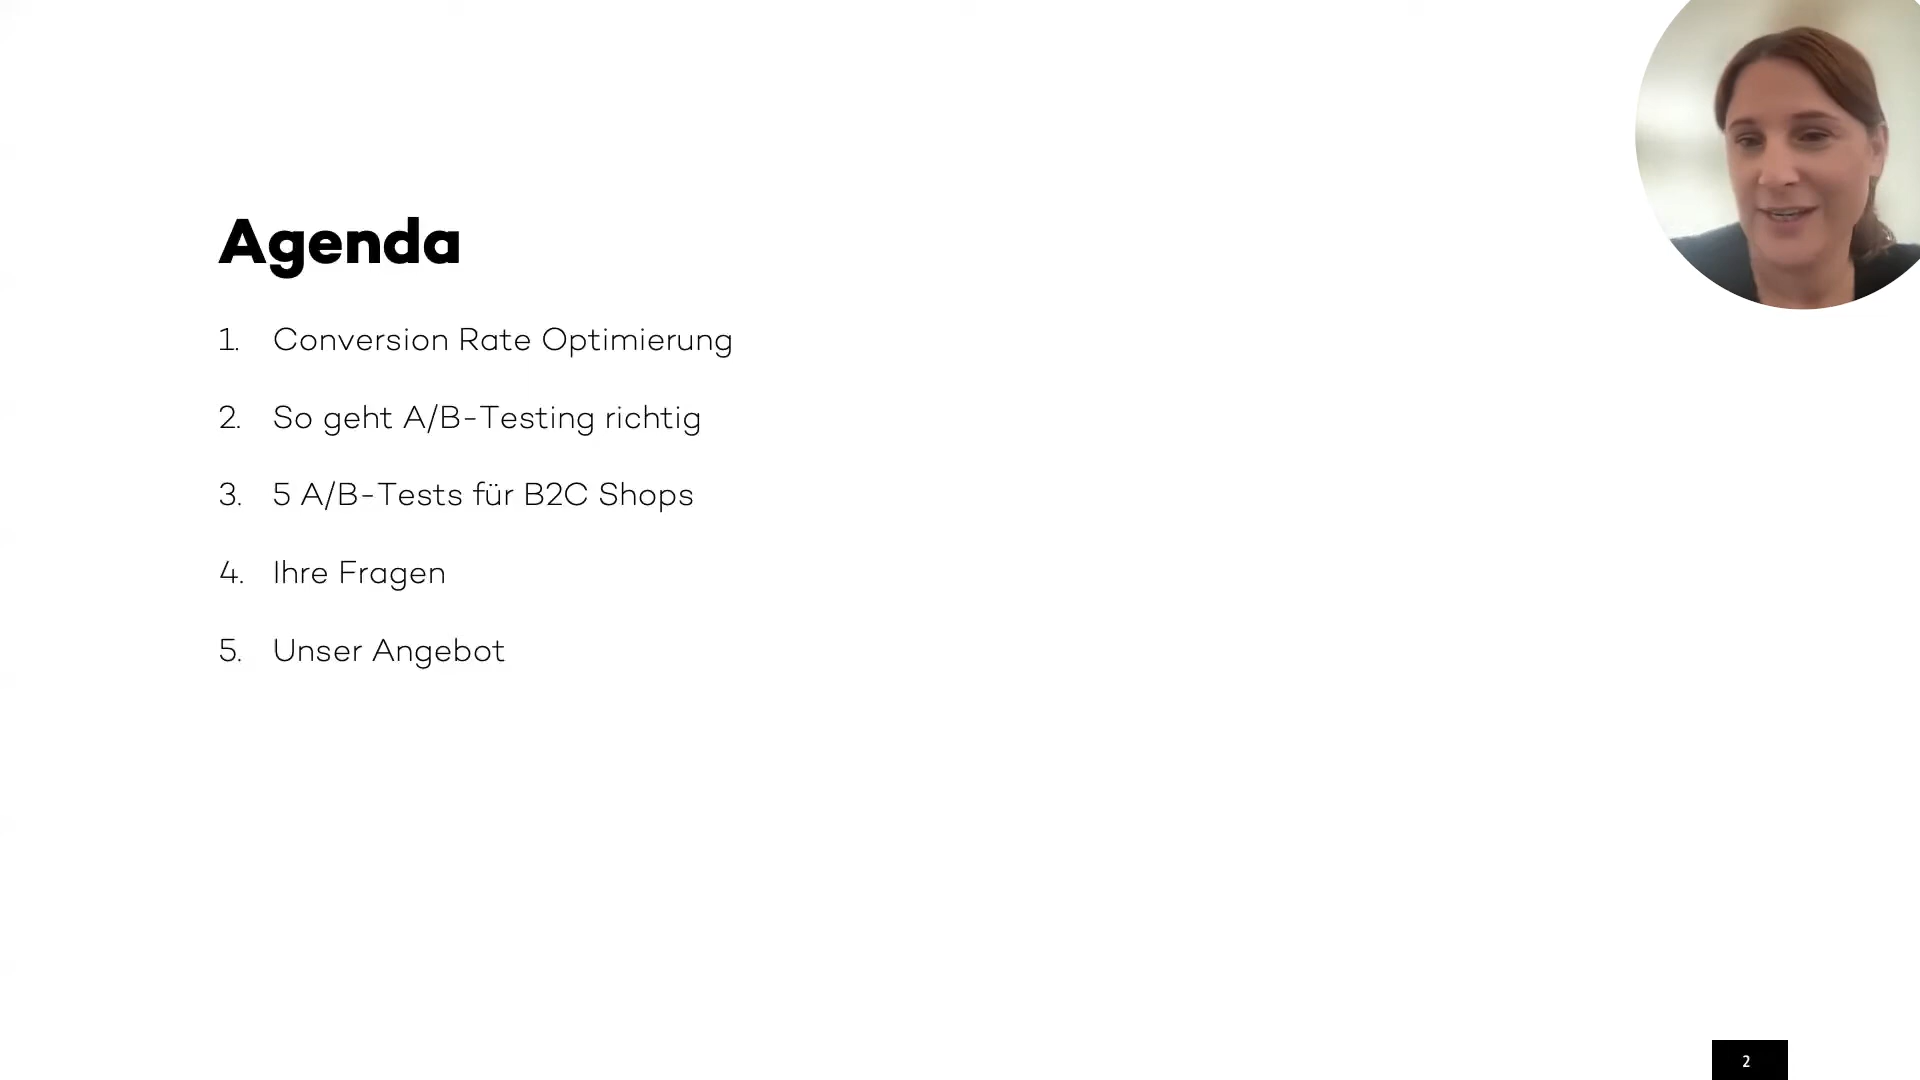 Agenda
1. Conversion Rate Optimierung
2. So geht A/B-Testing richtig
3. 5 A/B-Tests für B2C Shops
4. Ihre Fragen
5. Unser Angebot
2